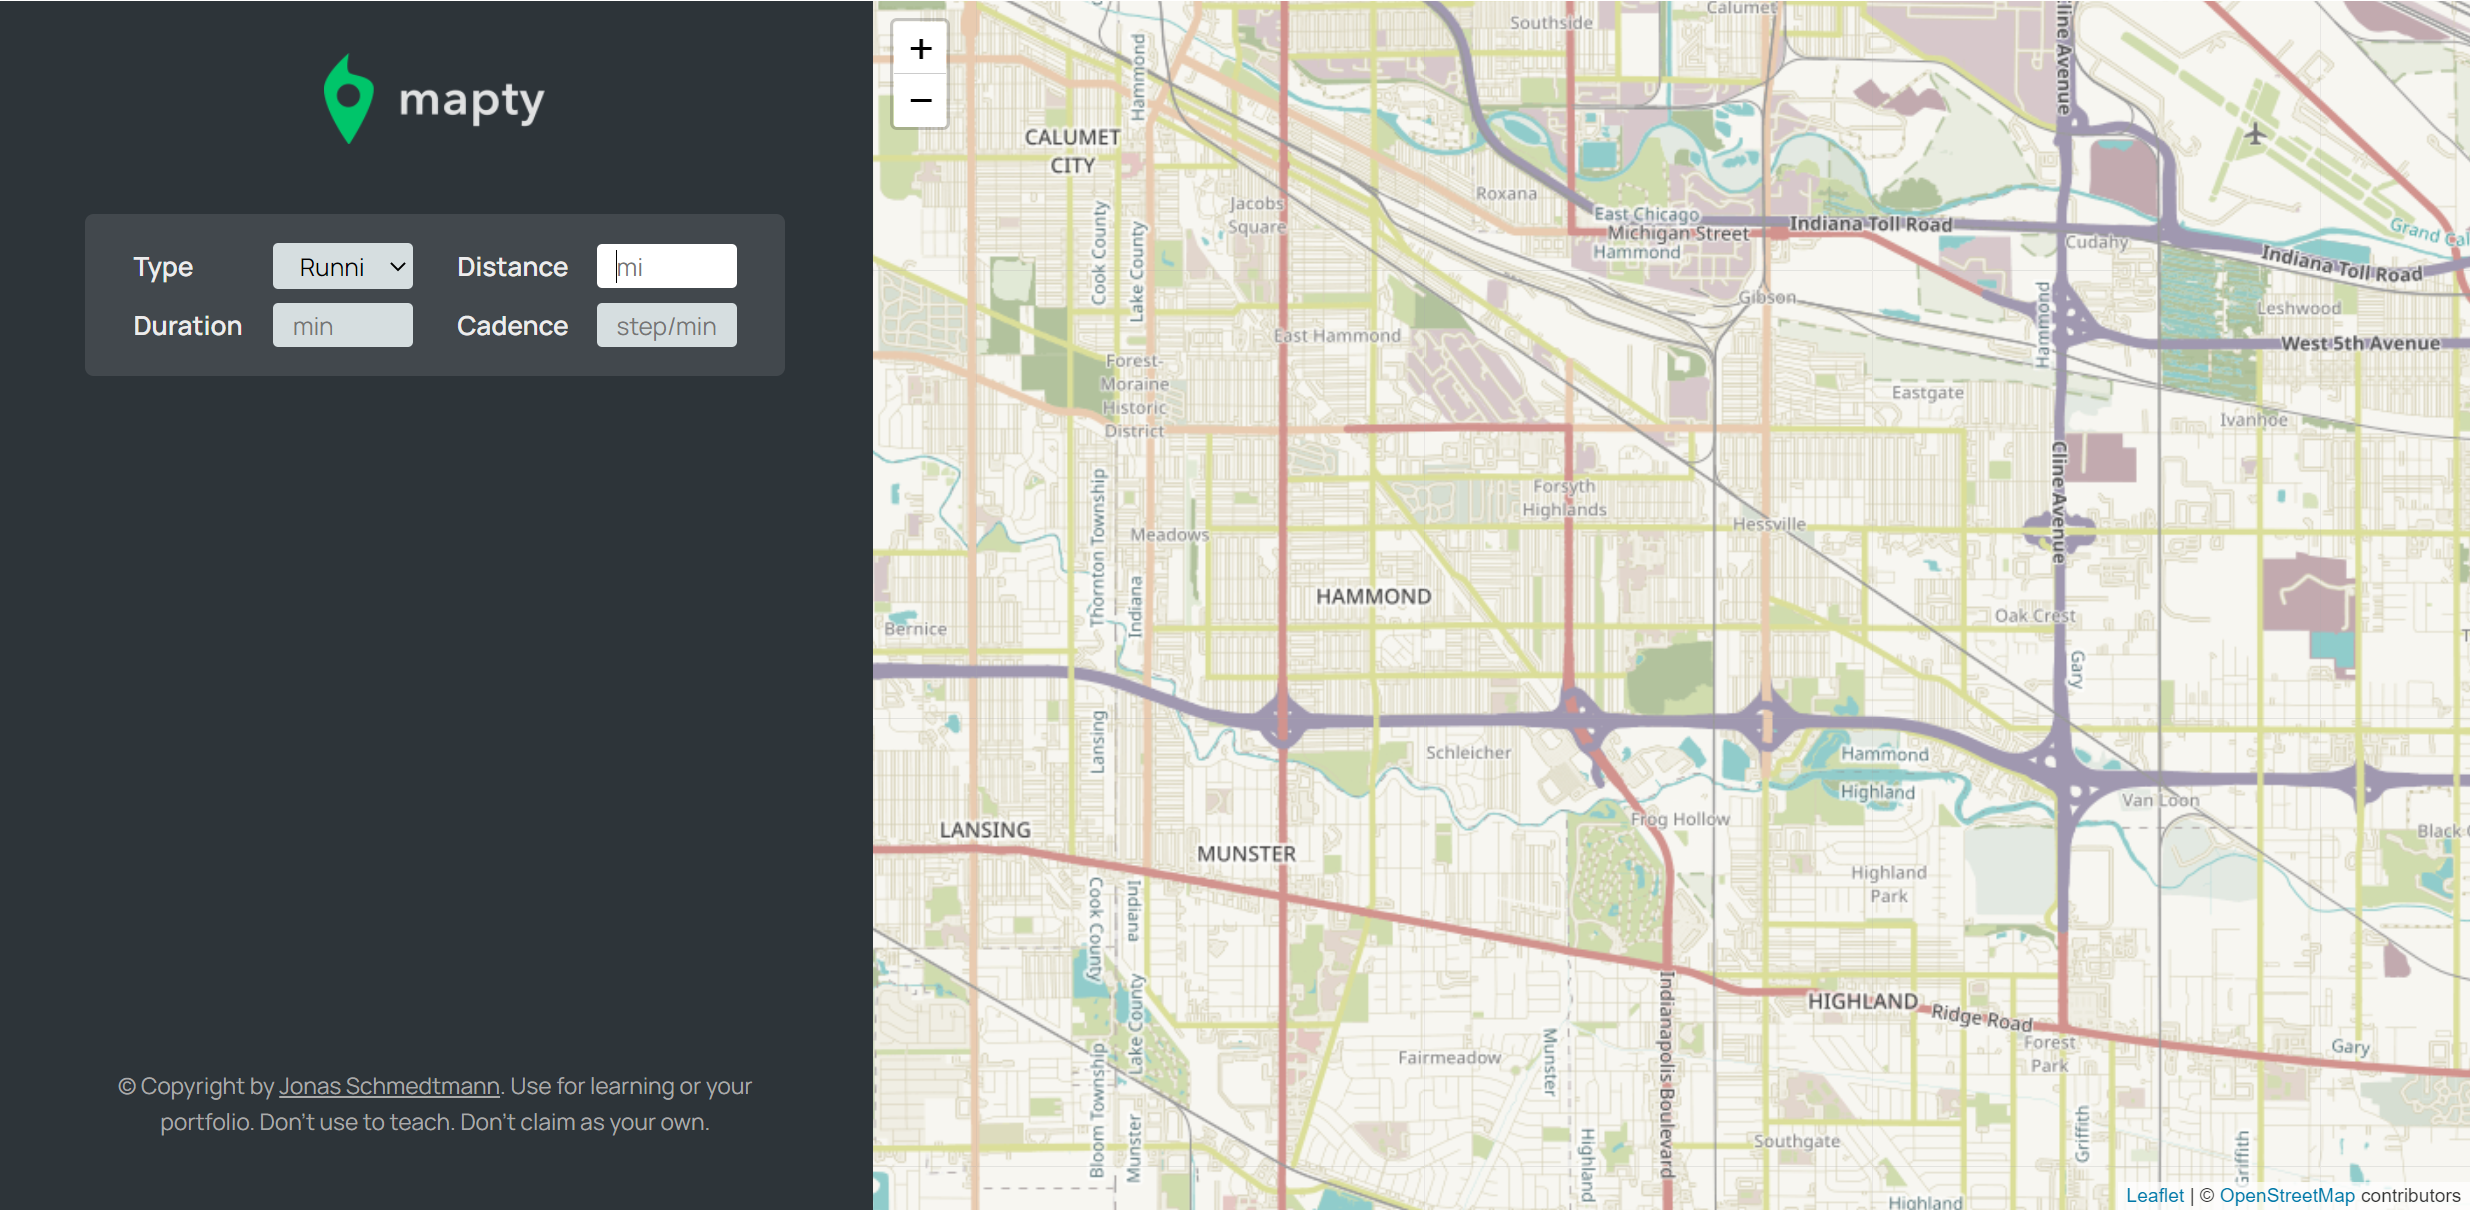 mapty
Type
Runni
Distance
mi
Duration
min
Cadence
step/min
© Copyright by Jonas Schmedtmann. Use for learning or your
portfolio. Don't use to teach. Don't claim as your own.
+
−
Southside
Calumet
Hammond
CALUMET
CITY
Cline Avenue
Roxana
Jacobs
Square
East Chicago
Michigan Street
Hammond
Indiana Toll Road
Cudahy
Grand Cal
Indiana Toll Road
Cook County
Lake County
Gibson
Hammond
Leshwood
East Hammond
West 5th Avenue
Forest-
Moraine
Historic
District
Eastgate
Ivanhoe
Cline Avenue
Thornton Township
Forsyth
Highlands
Meadows
Hessville
Indiana
HAMMOND
Oak Crest
Bernice
Gary
Lansing
Schleicher
Hammond
Highland
Van Loon
Frog Hollow
LANSING
Black
MUNSTER
Highland
Park
Cook County
Indiana
Lake County
Indianapolis Boulevard
HIGHLAND
Ridge Road
Forest
Park
Gary
Fairmeadow
Munster
Bloom Township
Munster
Highland
Southgate
Griffith
Griffith
Highland
Leaflet | © OpenStreetMap contributors